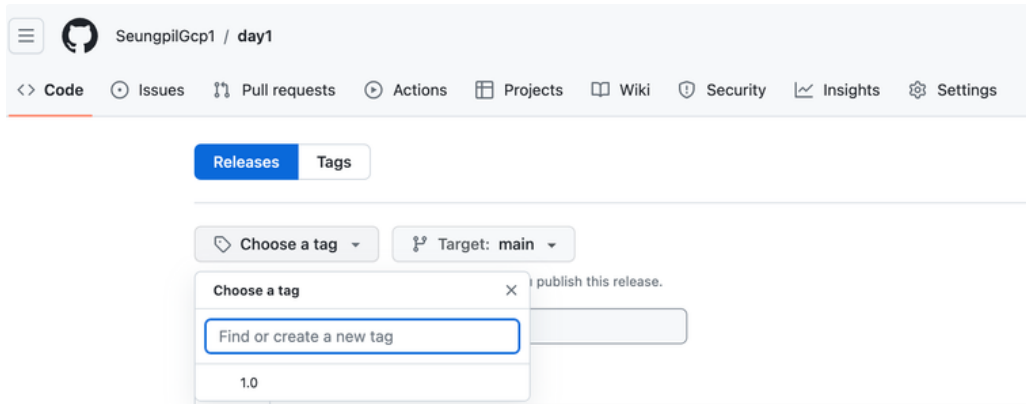 SeungpilGcp1 / day1
Code Issues Pull requests Actions Projects Wiki Security Insights Settings
Releases Tags
Choose a tag Target: main
Choose a tag publish this release.
Find or create a new tag
1.0